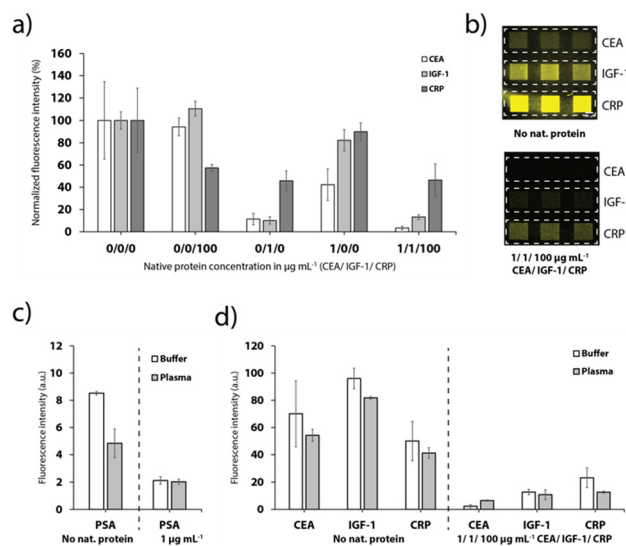 a)
Normalized fluorescence intensity (%)
160
140
120
100
80
60
40
20
0
CEA
IGF-1
CRP
0/0/0 0/0/100 0/1/0 1/0/0 1/1/100
Native protein concentration in µg mL⁻¹ (CEA/ IGF-1/ CRP)
b)
CEA
IGF-1
CRP
No nat. protein
CEA
IGF-
CRP
1/ 1/ 100 µg mL⁻¹
CEA/ IGF-1/ CRP
c)
Fluorescence intensity (a.u.)
12
10
8
6
4
2
0
Buffer
Plasma
PSA PSA
No nat. protein 1 µg mL⁻¹
d)
Fluorescence intensity (a.u.)
120
100
80
60
40
20
0
Buffer
Plasma
CEA IGF-1 CRP CEA IGF-1 CRP
No nat. protein 1/ 1/ 100 µg mL⁻¹ CEA/ IGF-1/ CRP